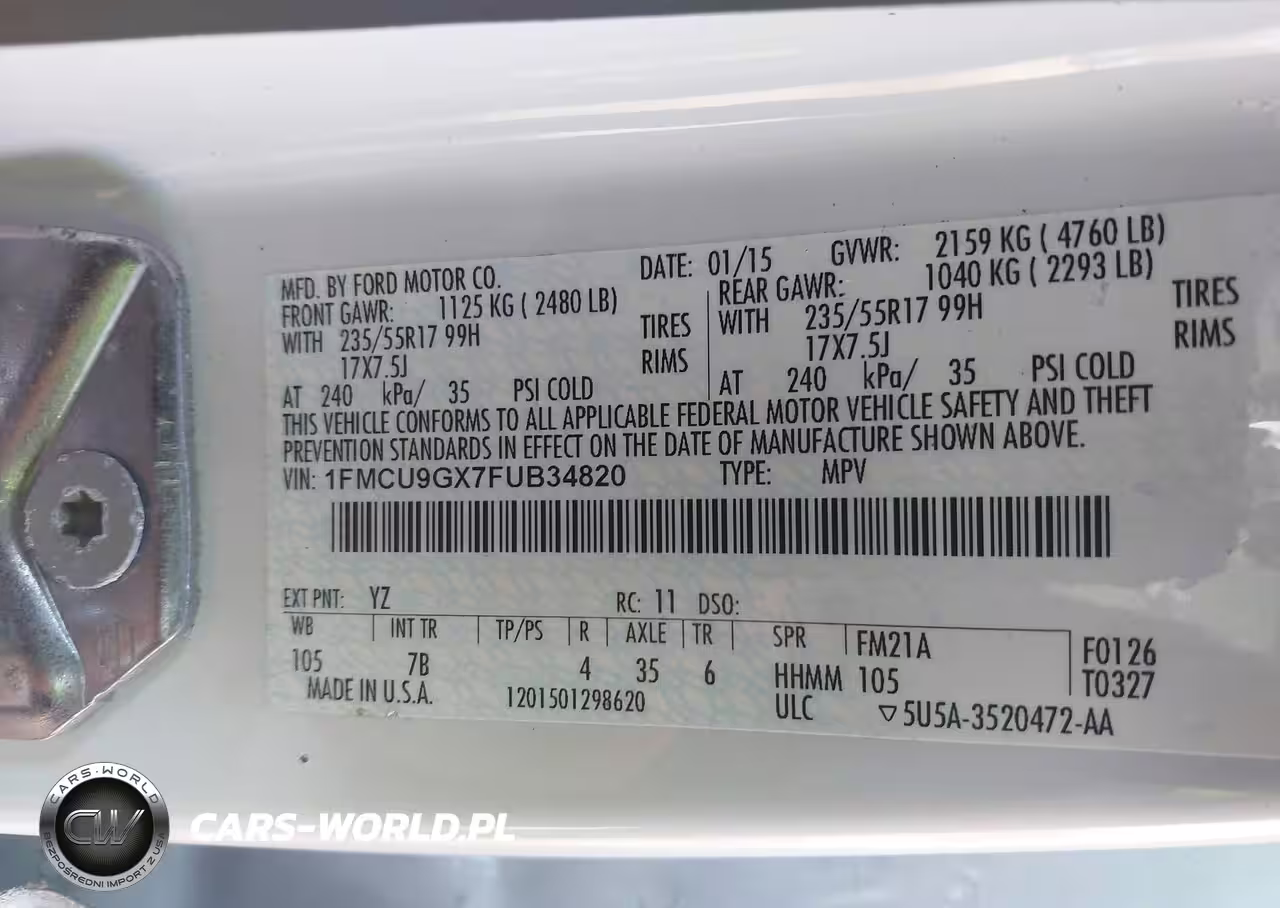 MFD. BY FORD MOTOR CO. DATE: 01/15 GVWR: 2159 KG ( 4760 LB)
FRONT GAWR: 1125 KG ( 2480 LB) REAR GAWR: 1040 KG ( 2293 LB)
WITH 235/55R17 99H TIRES WITH 235/55R17 99H TIRES
17X7.5J RIMS 17X7.5J RIMS
AT 240 kPa/ 35 PSI COLD AT 240 kPa/ 35 PSI COLD
THIS VEHICLE CONFORMS TO ALL APPLICABLE FEDERAL MOTOR VEHICLE SAFETY AND THEFT
PREVENTION STANDARDS IN EFFECT ON THE DATE OF MANUFACTURE SHOWN ABOVE.
VIN: 1FMCU9GX7FUB34820 TYPE: MPV
EXT PNT: YZ RC: 11 DSO:
WB INT TR TP/PS R AXLE TR SPR FM21A F0126
105 7B 4 35 6 HHMM 105 T0327
MADE IN U.S.A. 1201501298620 ULC ▽5U5A-3520472-AA
CARS-WORLD
CW
BEZPOŚREDNI IMPORT Z USA
CARS-WORLD.PL